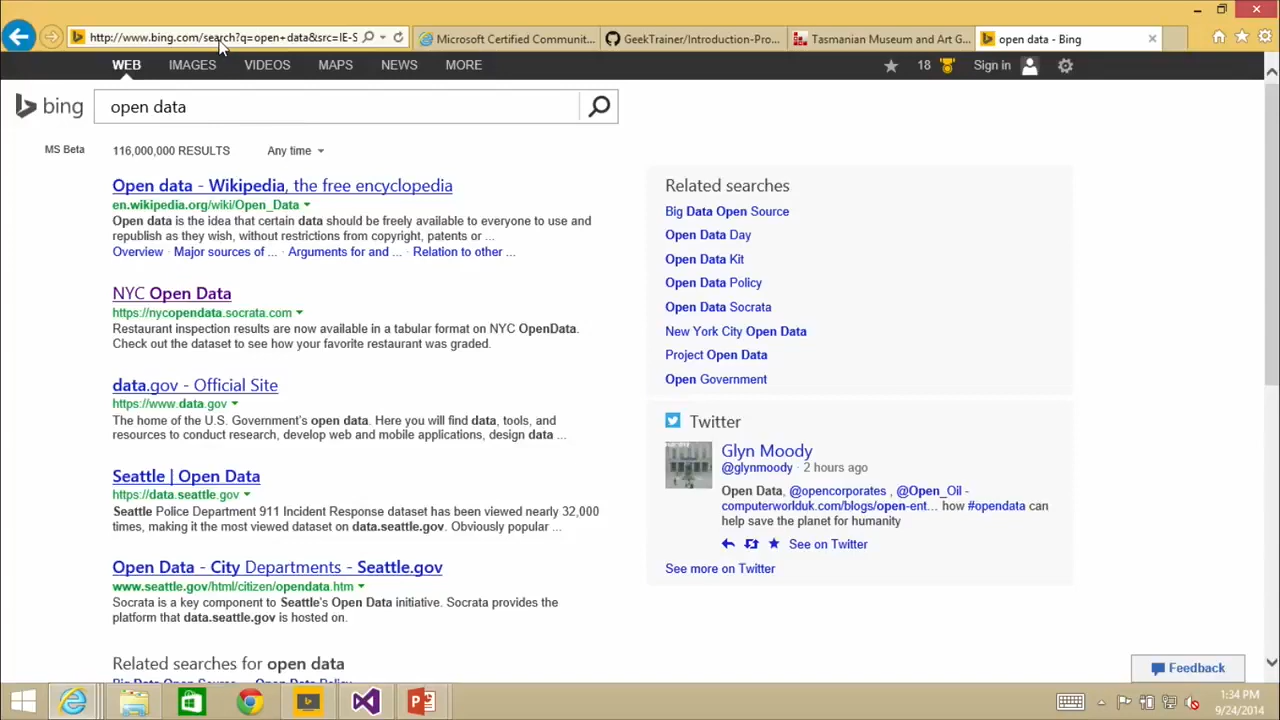 http://www.bing.com/search?q=open+data&src=IE-S
Microsoft Certified Communit...
GeekTrainer/Introduction-Pro...
Tasmanian Museum and Art G...
open data - Bing
WEB IMAGES VIDEOS MAPS NEWS MORE
18
Sign in
bing
open data
MS Beta
116,000,000 RESULTS
Any time
Open data - Wikipedia, the free encyclopedia
en.wikipedia.org/wiki/Open_Data
Open data is the idea that certain data should be freely available to everyone to use and
republish as they wish, without restrictions from copyright, patents or ...
Overview · Major sources of ... · Arguments for and ... · Relation to other ...
NYC Open Data
https://nycopendata.socrata.com
Restaurant inspection results are now available in a tabular format on NYC OpenData.
Check out the dataset to see how your favorite restaurant was graded.
data.gov - Official Site
https://www.data.gov
The home of the U.S. Government's open data. Here you will find data, tools, and
resources to conduct research, develop web and mobile applications, design data ...
Seattle | Open Data
https://data.seattle.gov
Seattle Police Department 911 Incident Response dataset has been viewed nearly 32,000
times, making it the most viewed dataset on data.seattle.gov. Obviously popular ...
Open Data - City Departments - Seattle.gov
www.seattle.gov/html/citizen/opendata.htm
Socrata is a key component to Seattle's Open Data initiative. Socrata provides the
platform that data.seattle.gov is hosted on.
Related searches for open data
Big Data Open Source Open Data Policy
Related searches
Big Data Open Source
Open Data Day
Open Data Kit
Open Data Policy
Open Data Socrata
New York City Open Data
Project Open Data
Open Government
Twitter
Glyn Moody
@glynmoody · 2 hours ago
Open Data, @opencorporates , @Open_Oil -
computerworlduk.com/blogs/open-ent... how #opendata can
help save the planet for humanity
See on Twitter
See more on Twitter
Feedback
1:34 PM
9/24/2014